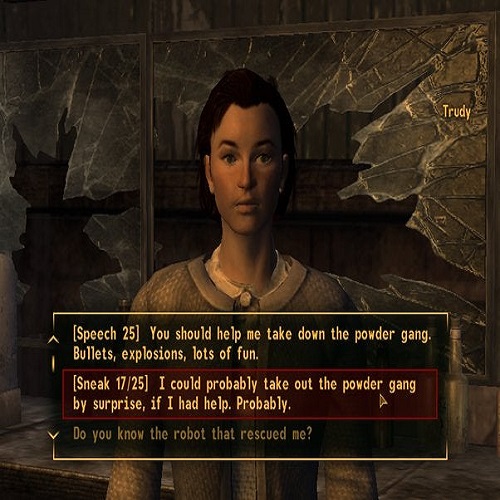 Trudy
[Speech 25] You should help me take down the powder gang.
Bullets, explosions, lots of fun.
[Sneak 17/25] I could probably take out the powder gang
by surprise, if I had help. Probably.
Do you know the robot that rescued me?